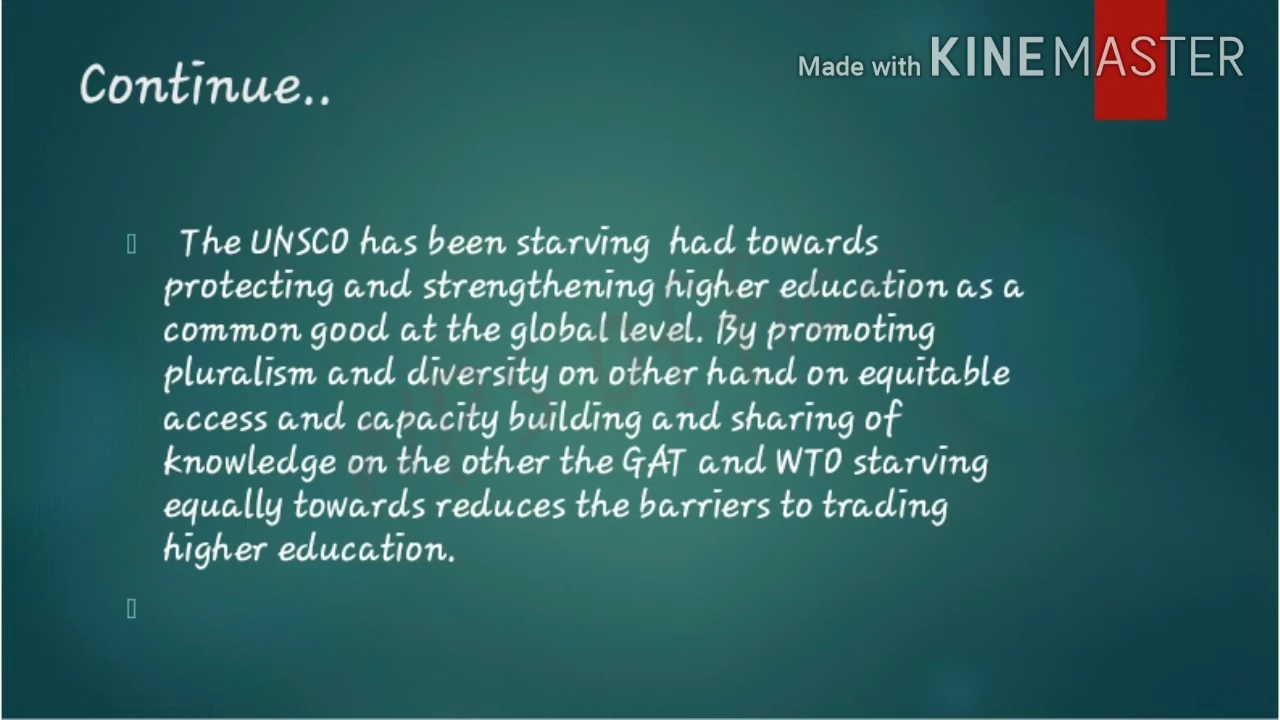 Continue..
Made with KINEMASTER
The UNSCO has been starving had towards
protecting and strengthening higher education as a
common good at the global level. By promoting
pluralism and diversity on other hand on equitable
access and capacity building and sharing of
knowledge on the other the GAT and WTO starving
equally towards reduces the barriers to trading
higher education.